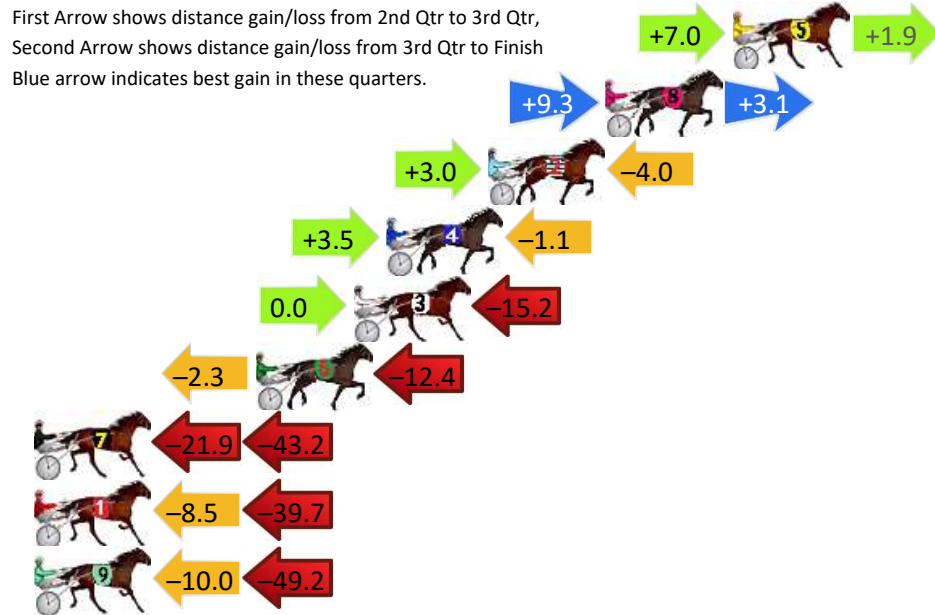 First Arrow shows distance gain/loss from 2nd Qtr to 3rd Qtr,
Second Arrow shows distance gain/loss from 3rd Qtr to Finish
Blue arrow indicates best gain in these quarters.
+7.0 5 +1.9
+9.3 8 +3.1
+3.0 2 −4.0
+3.5 4 −1.1
0.0 3 −15.2
−2.3 6 −12.4
7 −21.9 −43.2
1 −8.5 −39.7
9 −10.0 −49.2